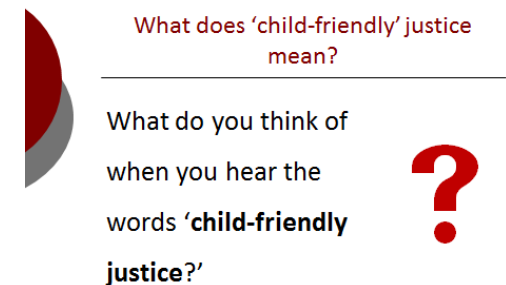 What does ‘child-friendly’ justice
mean?
What do you think of
when you hear the
words ‘child-friendly
justice?’
?